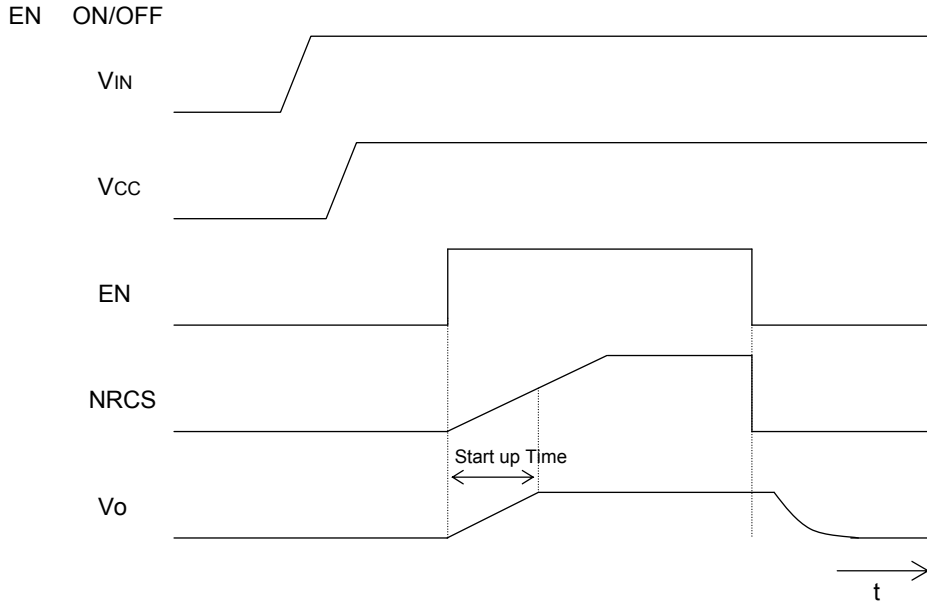 EN ON/OFF
VIN
VCC
EN
NRCS
Start up Time
Vo
t